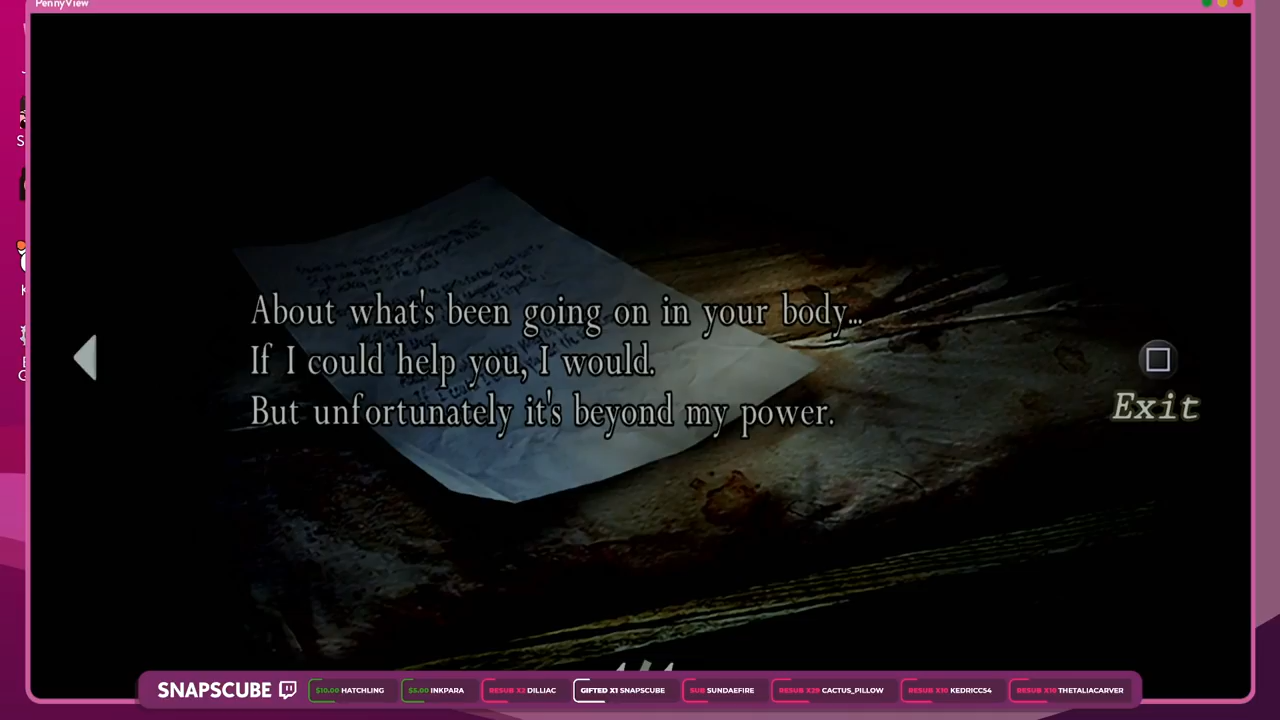 PennyView
About what's been going on in your body...
If I could help you, I would.
But unfortunately it's beyond my power.
Exit
SNAPSCUBE
$10.00 HATCHLING
$5.00 INKPARA
RESUB X2 DILLIAC
GIFTED X1 SNAPSCUBE
SUB SUNDAEFIRE
RESUB X29 CACTUS_PILLOW
RESUB X10 KEDRICC54
THETALIACARVER